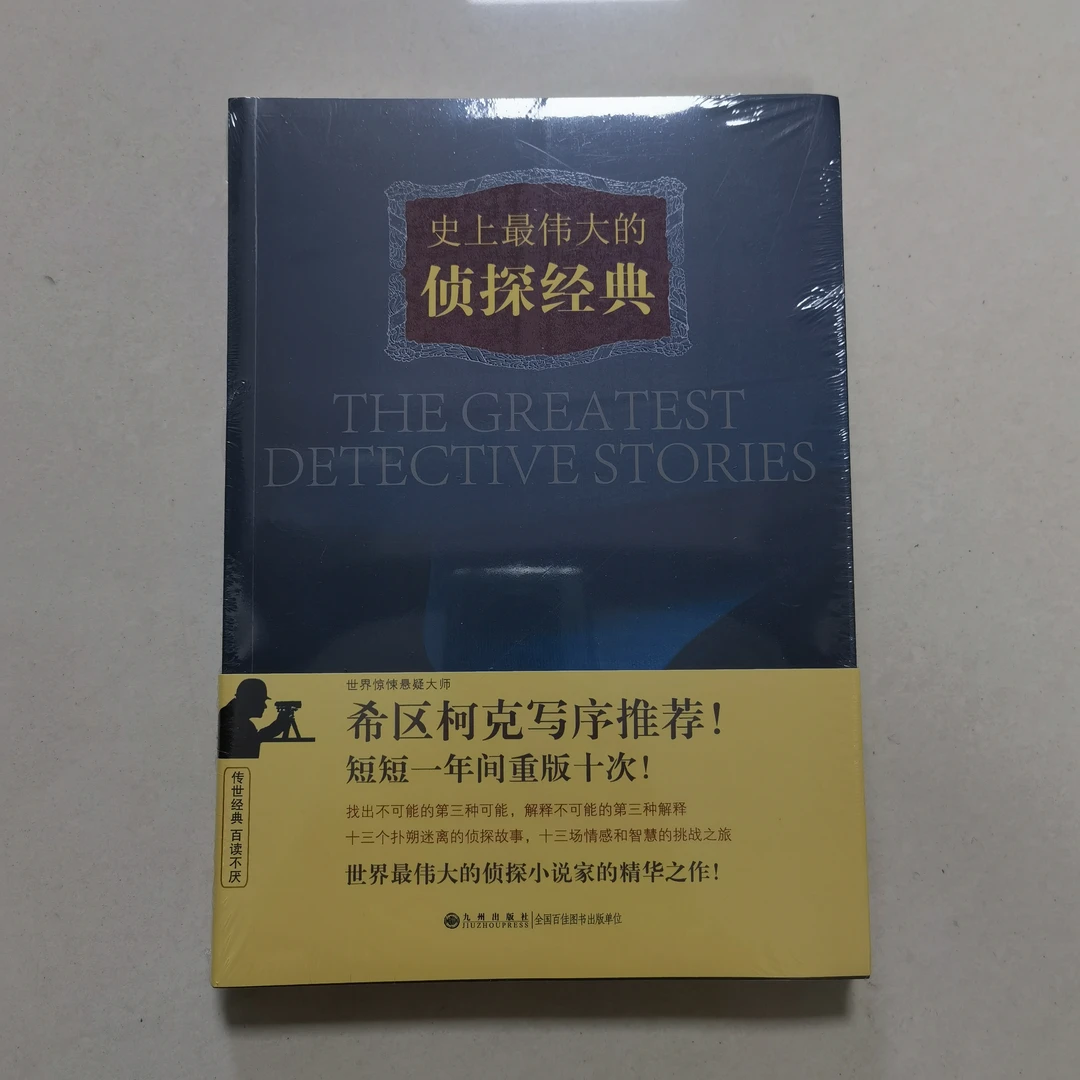 史上最伟大的
侦探经典
THE GREATEST
DETECTIVE STORIES
世界惊悚悬疑大师
希区柯克写序推荐！
短短一年间重版十次！
找出不可能的第三种可能，解释不可能的第三种解释
十三个扑朔迷离的侦探故事，十三场情感和智慧的挑战之旅
世界最伟大的侦探小说家的精华之作！
传世经典 百读不厌
九州出版社 全国百佳图书出版单位
JIUZHOUPRESS